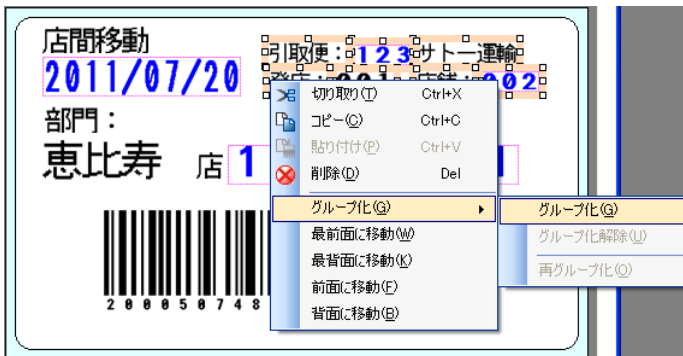 店間移動
引取便：123サトー運輸
2011/07/20
発店：001 店舗：002
部門：
恵比寿 店 1
200050748
切り取り(T) Ctrl+X
コピー(C) Ctrl+C
貼り付け(P) Ctrl+V
削除(D) Del
グループ化(G)
最前面に移動(W)
最背面に移動(K)
前面に移動(F)
背面に移動(B)
グループ化(G)
グループ化解除(U)
再グループ化(O)